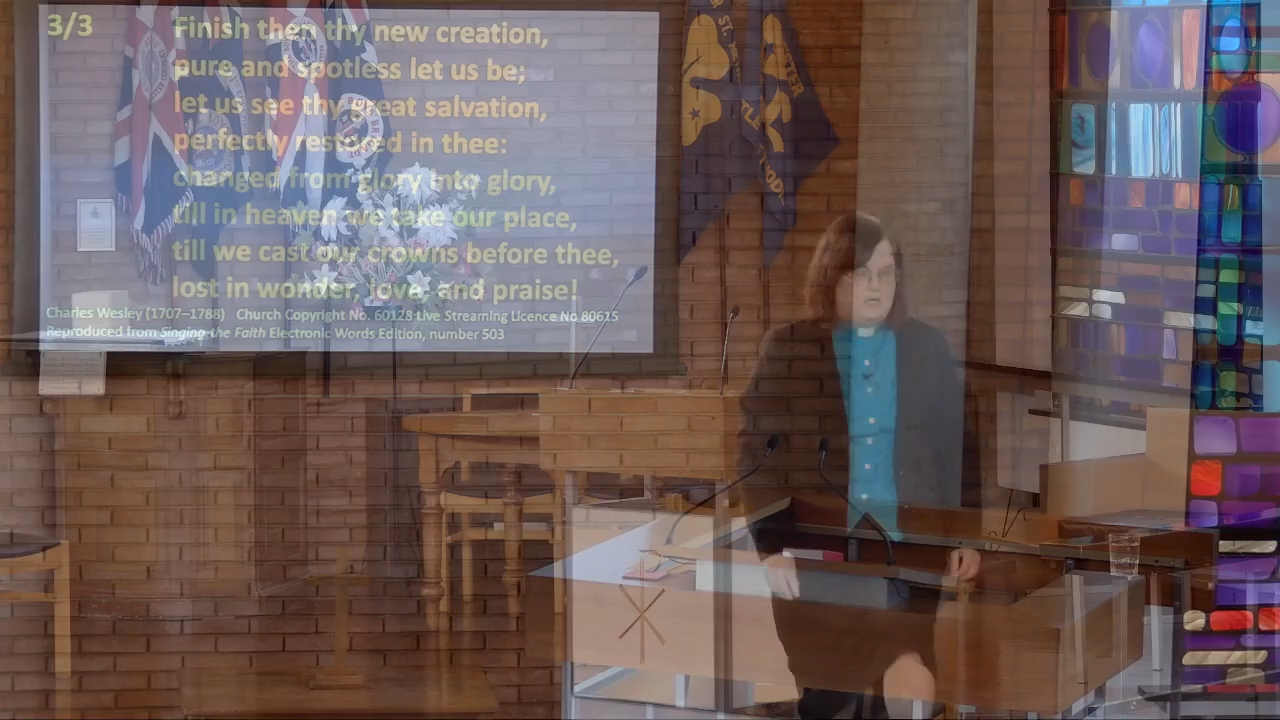 3/3
Finish then thy new creation,
pure and spotless let us be;
let us see thy great salvation,
perfectly restored in thee:
changed from glory into glory,
till in heaven we take our place,
till we cast our crowns before thee,
lost in wonder, love, and praise!
Charles Wesley (1707–1788) Church Copyright No. 60128 Live Streaming Licence No 80615
Reproduced from Singing the Faith Electronic Words Edition, number 503